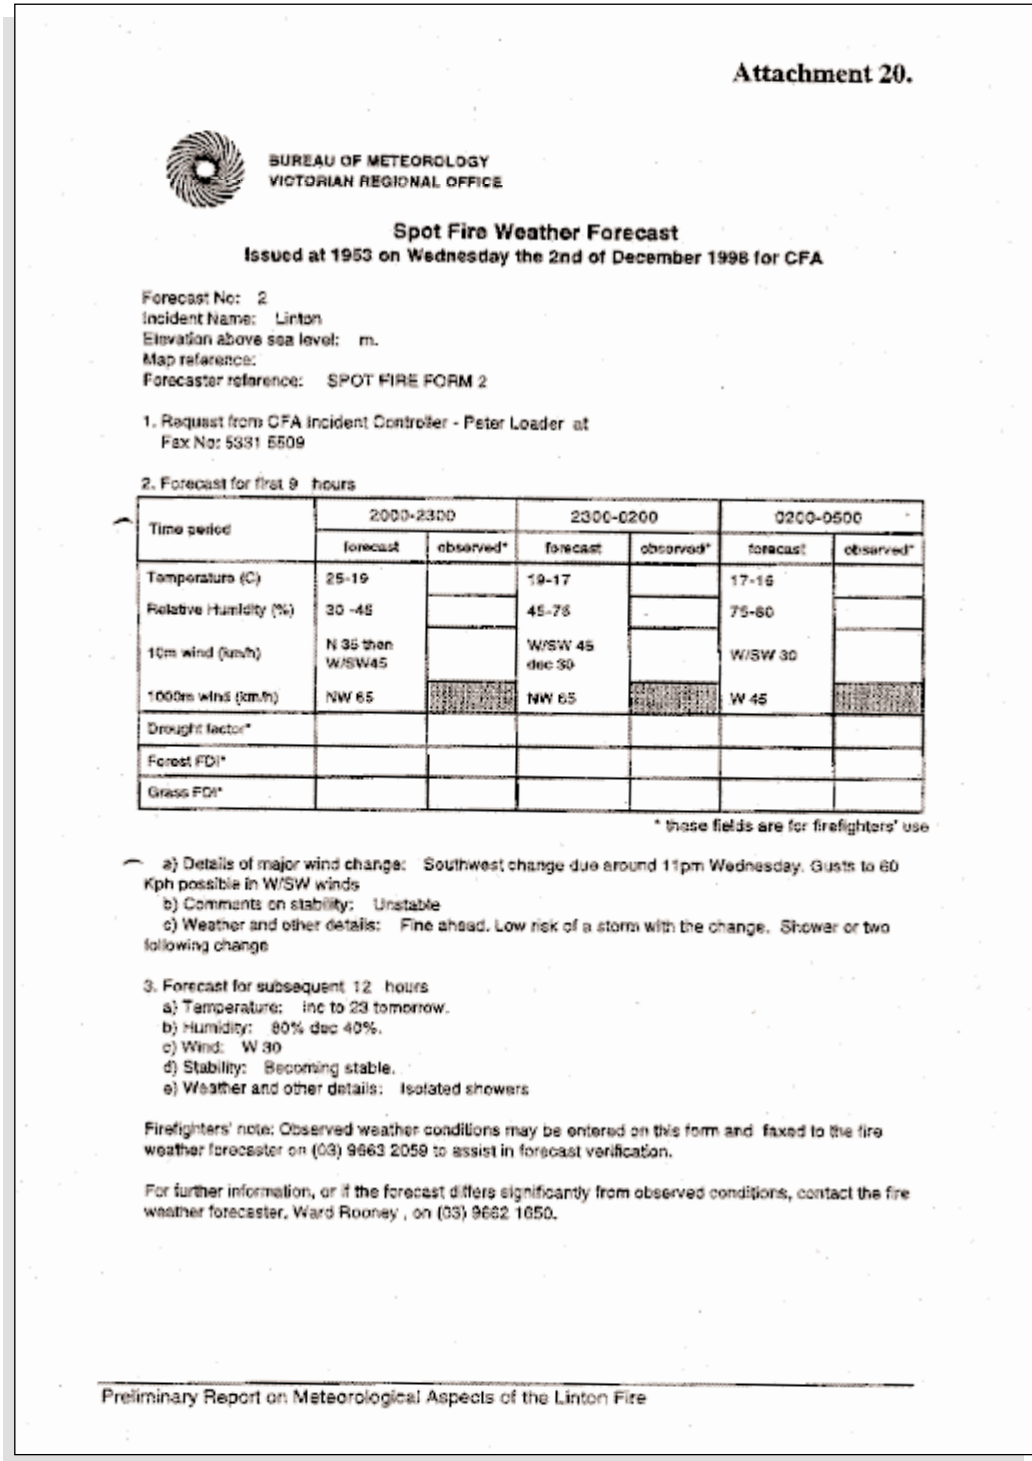 Attachment 20.
BUREAU OF METEOROLOGY
VICTORIAN REGIONAL OFFICE
Spot Fire Weather Forecast
Issued at 1953 on Wednesday the 2nd of December 1998 for CFA
Forecast No: 2
Incident Name: Linton
Elevation above sea level: m.
Map reference:
Forecaster reference: SPOT FIRE FORM 2
1. Request from CFA Incident Controller - Peter Loader at
Fax No: 5331 5509
2. Forecast for first 9 hours
Time period 2000-2300 2300-0200 0200-0500
forecast observed* forecast observed* forecast observed*
Temperature (C) 25-19 19-17 17-16
Relative Humidity (%) 30 -45 45-75 75-80
10m wind (km/h) N 35 then W/SW 45 W/SW 30
W/SW45 dec 30
1000m wind (km/h) NW 65 NW 65 W 45
Drought factor*
Forest FDI*
Grass FDI*
* these fields are for firefighters' use
a) Details of major wind change: Southwest change due around 11pm Wednesday. Gusts to 60
Kph possible in W/SW winds
b) Comments on stability: Unstable
c) Weather and other details: Fine ahead. Low risk of a storm with the change. Shower or two
following change
3. Forecast for subsequent 12 hours
a) Temperature: inc to 23 tomorrow.
b) Humidity: 80% dec 40%.
c) Wind: W 30
d) Stability: Becoming stable.
e) Weather and other details: Isolated showers
Firefighters' note: Observed weather conditions may be entered on this form and faxed to the fire
weather forecaster on (03) 9663 2059 to assist in forecast verification.
For further information, or if the forecast differs significantly from observed conditions, contact the fire
weather forecaster, Ward Rooney , on (03) 9662 1650.
Preliminary Report on Meteorological Aspects of the Linton Fire